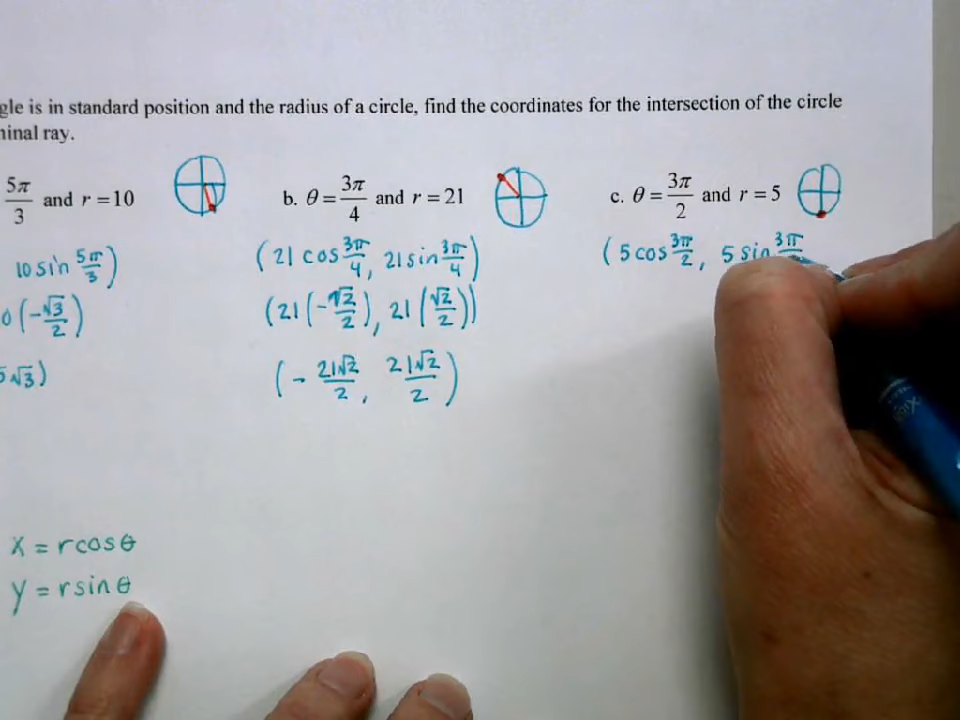 gle is in standard position and the radius of a circle, find the coordinates for the intersection of the circle
inal ray.
5π/3 and r = 10
b. θ = 3π/4 and r = 21
c. θ = 3π/2 and r = 5
10 sin 5π/3)
(21 cos 3π/4, 21 sin 3π/4)
(5 cos 3π/2, 5 sin 3π
0(-√3/2)
(21(-√2/2), 21(√2/2))
5√3)
(- 21√2/2, 21√2/2)
x = r cos θ
y = r sin θ